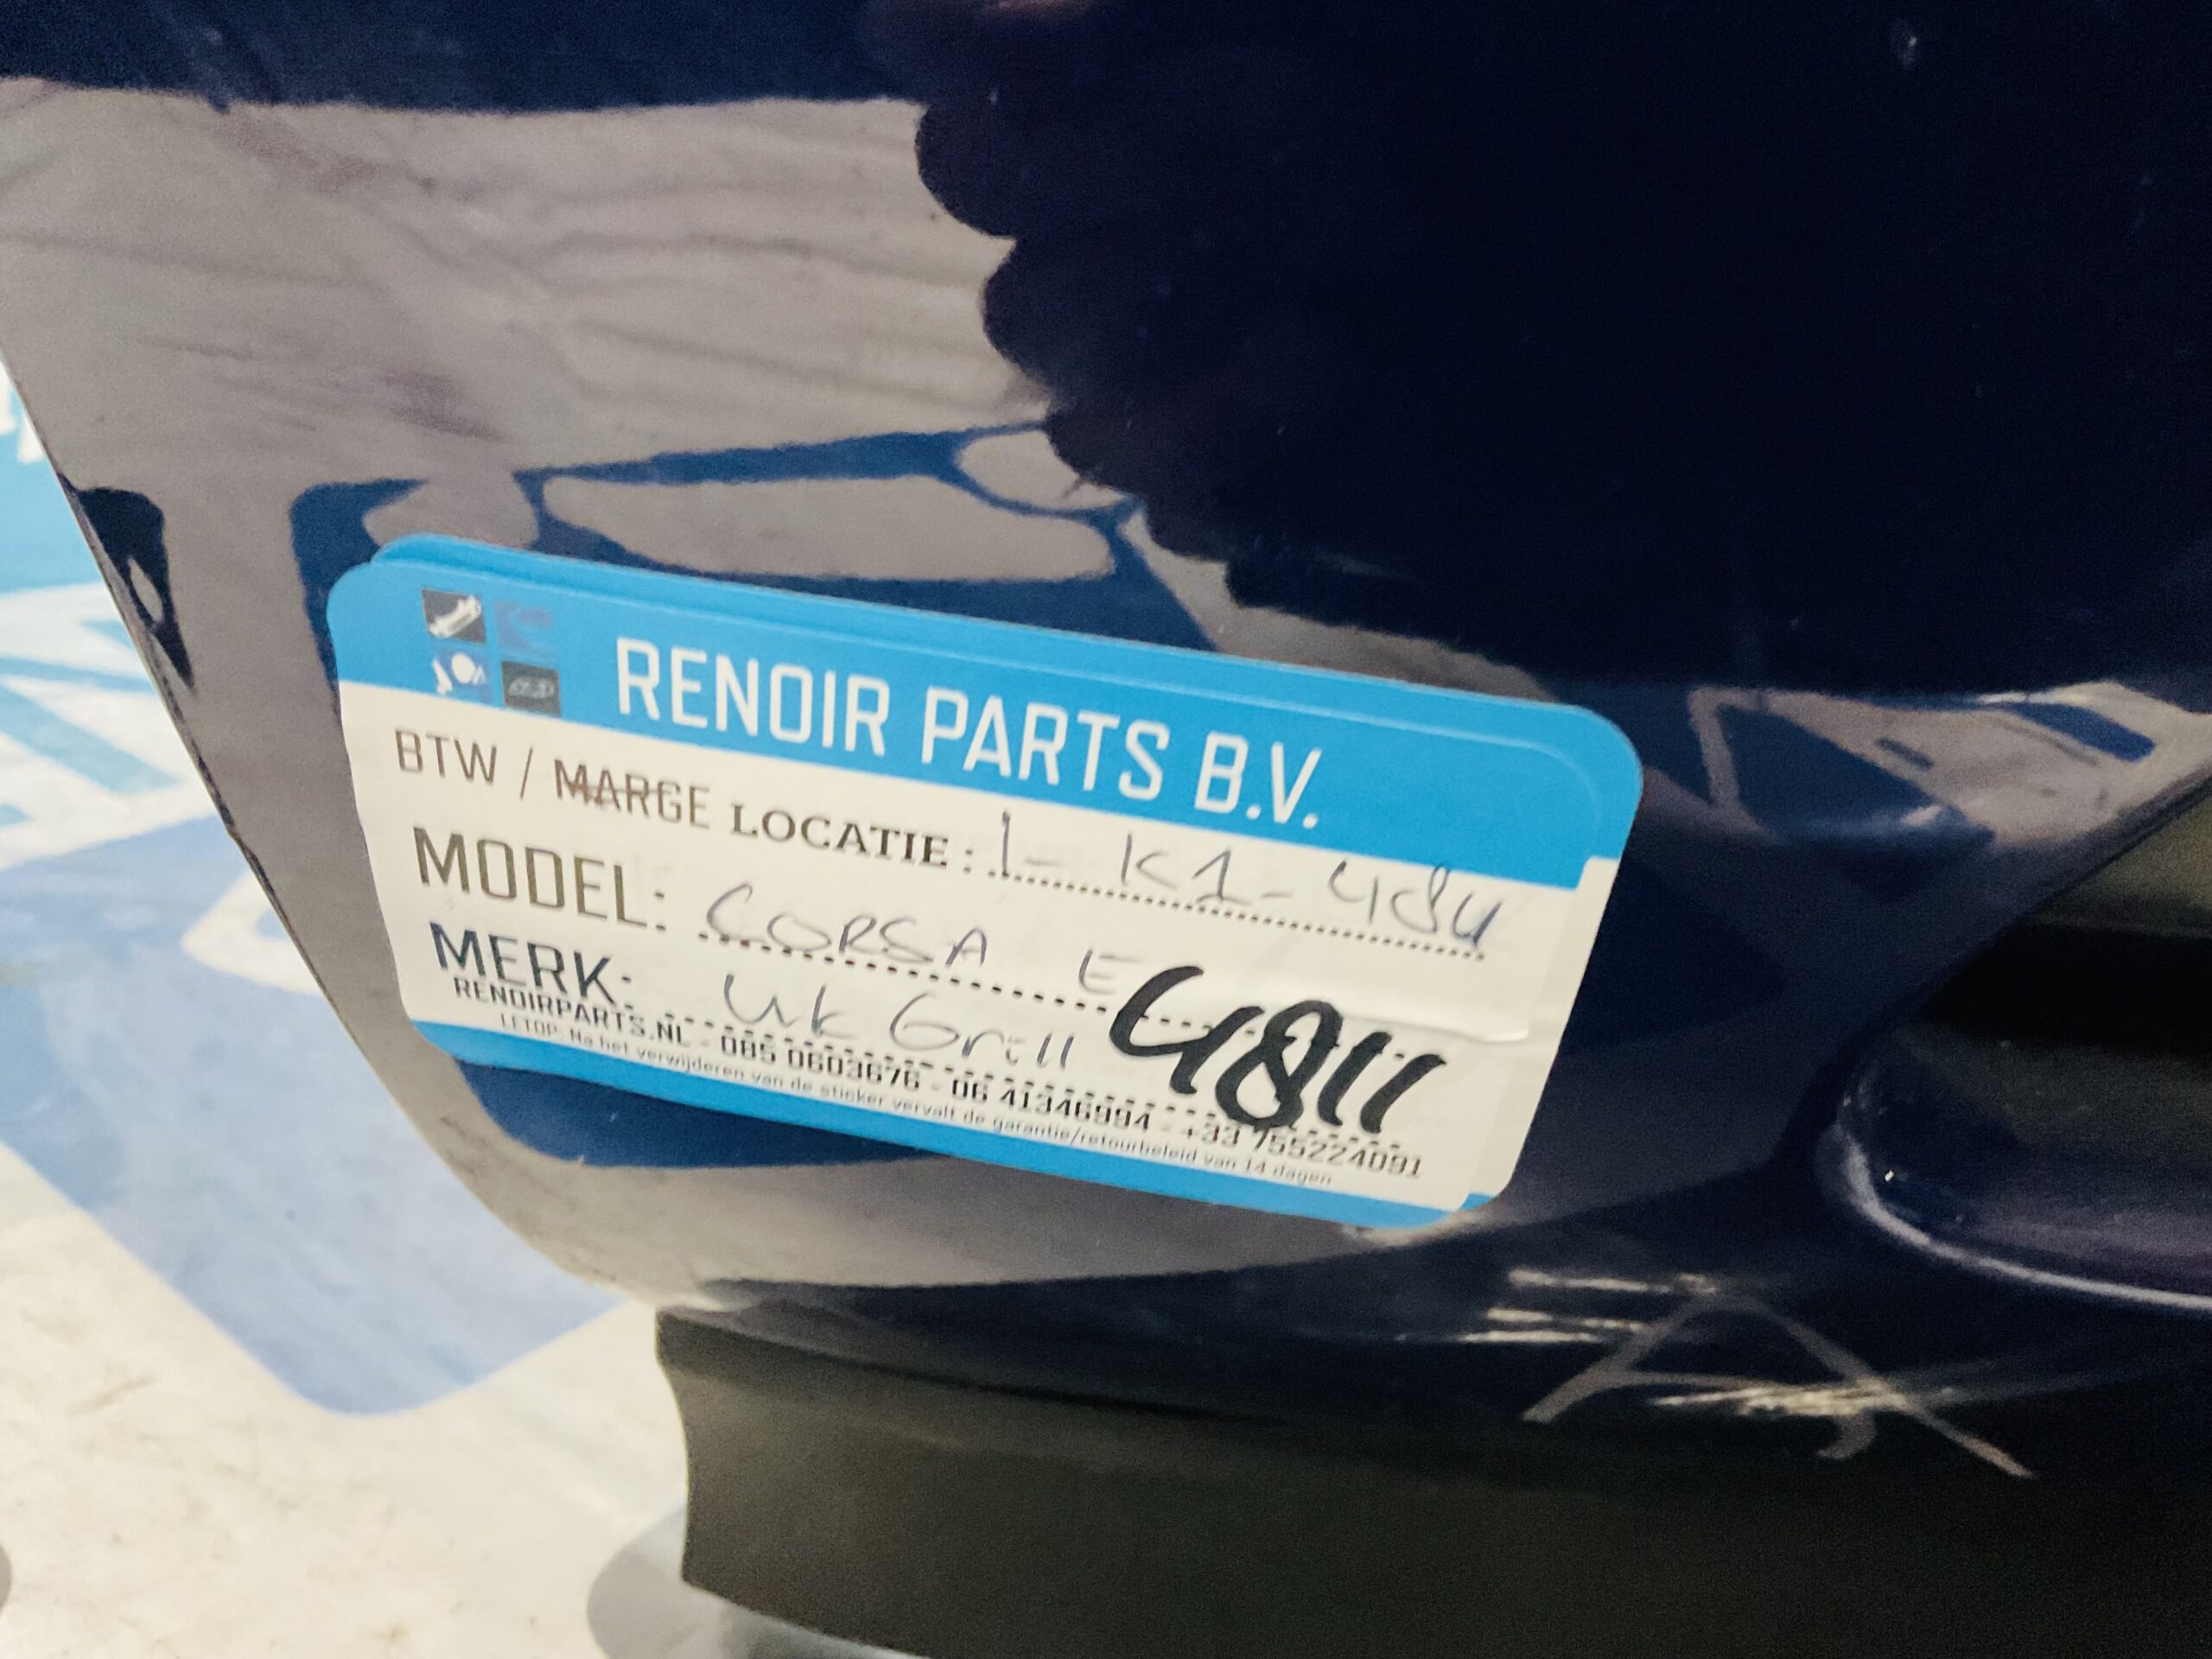 RENOIR PARTS B.V.
BTW / MARGE LOCATIE: 1- K1-484
MODEL: CORSA E
MERK: UK Grill 4811
RENOIRPARTS.NL - 085 0603676 - 06 41346994 - +33 755224091
LETOP: Na het verwijderen van de sticker vervalt de garantie/retourbeleid van 14 dagen